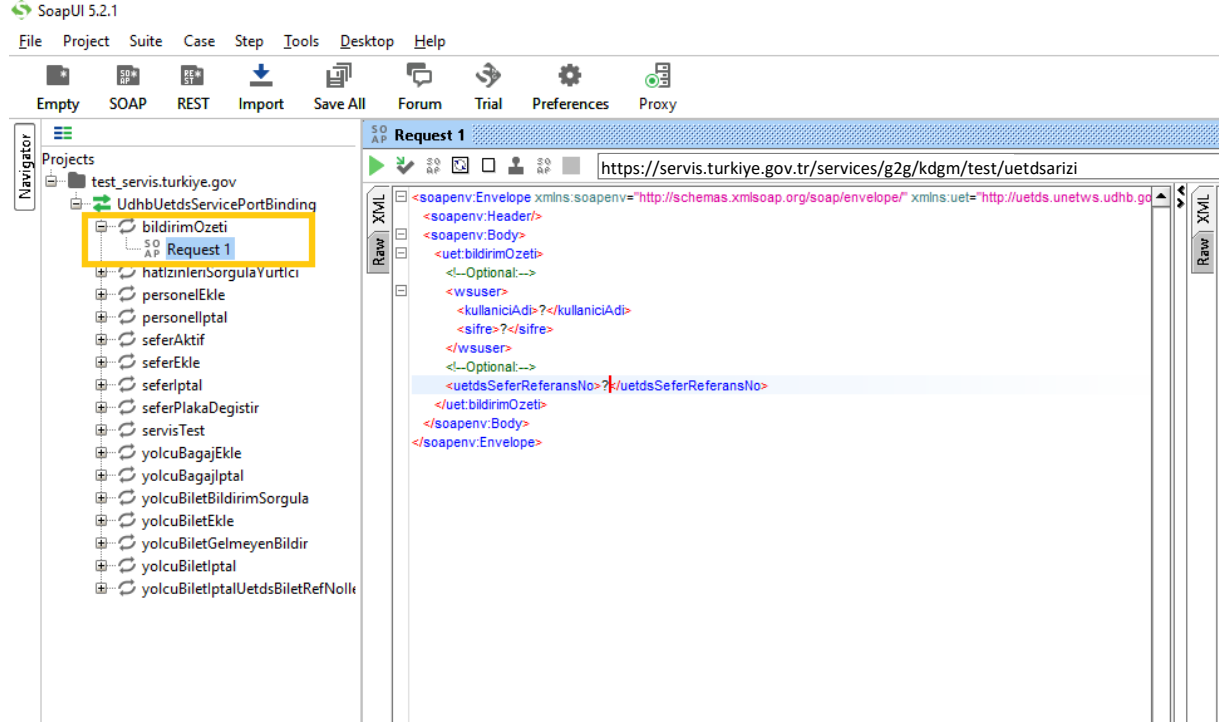 SoapUI 5.2.1
File Project Suite Case Step Tools Desktop Help
Empty SOAP REST Import Save All Forum Trial Preferences Proxy
Navigator
Projects
test_servis.turkiye.gov
UdhbUetdsServicePortBinding
bildirimOzeti
SOAP Request 1
hatIzinleriSorgulaYurtIci
personelEkle
personelIptal
seferAktif
seferEkle
seferIptal
seferPlakaDegistir
servisTest
yolcuBagajEkle
yolcuBagajIptal
yolcuBiletBildirimSorgula
yolcuBiletEkle
yolcuBiletGelmeyenBildir
yolcuBiletIptal
yolcuBiletIptalUetdsBiletRefNolle
SOAP Request 1
https://servis.turkiye.gov.tr/services/g2g/kdgm/test/uetdsarizi
XML
Raw
<soapenv:Envelope xmlns:soapenv="http://schemas.xmlsoap.org/soap/envelope/" xmlns:uet="http://uetds.unetws.udhb.go
<soapenv:Header/>
<soapenv:Body>
<uet:bildirimOzeti>
<!--Optional:-->
<wsuser>
<kullaniciAdi>?</kullaniciAdi>
<sifre>?</sifre>
</wsuser>
<!--Optional:-->
<uetdsSeferReferansNo>?</uetdsSeferReferansNo>
</uet:bildirimOzeti>
</soapenv:Body>
</soapenv:Envelope>
XML
Raw